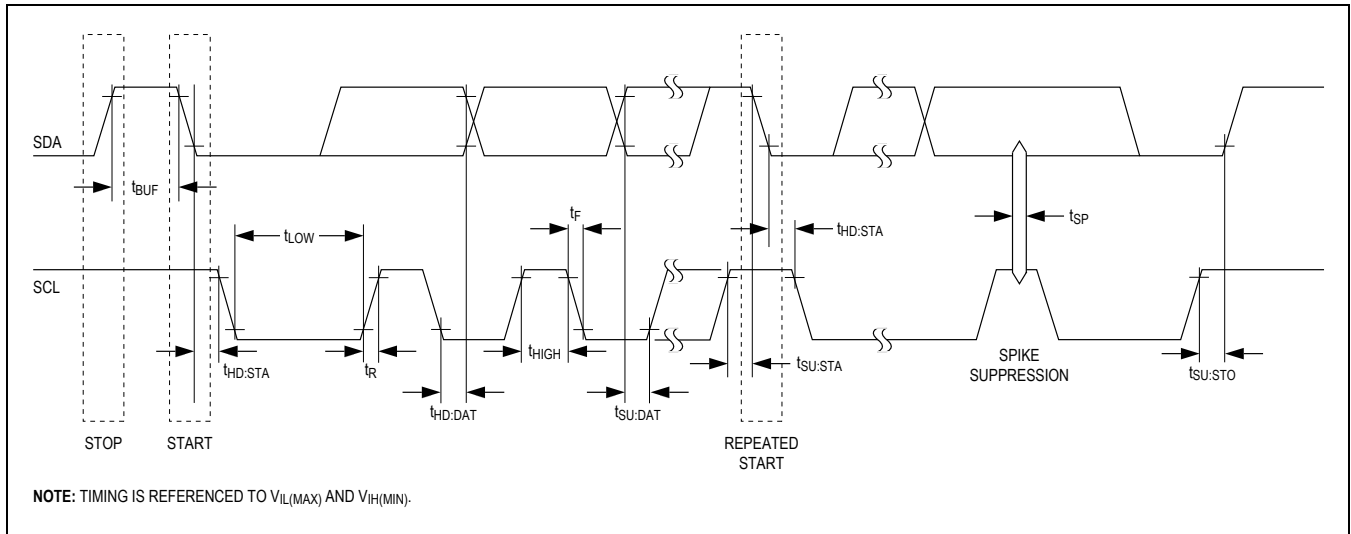 SDA
tBUF
tF
tSP
tHD:STA
tLOW
SCL
tHD:STA
tR
tHIGH
tHD:DAT
tSU:DAT
tSU:STA
SPIKE
SUPPRESSION
tSU:STO
STOP
START
REPEATED
START
NOTE: TIMING IS REFERENCED TO VIL(MAX) AND VIH(MIN).